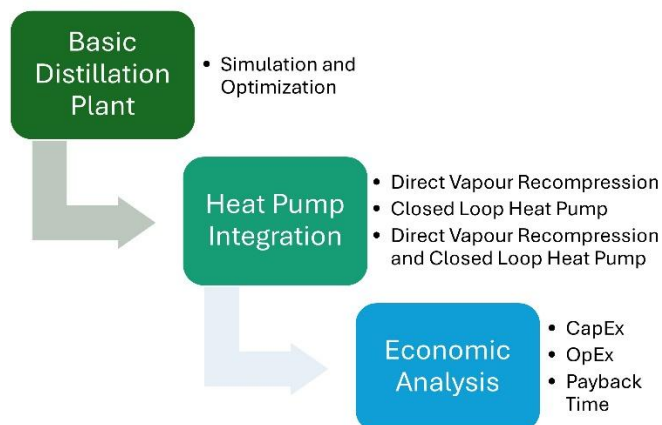 Basic
Distillation
Plant
• Simulation and
Optimization
Heat Pump
Integration
• Direct Vapour Recompression
• Closed Loop Heat Pump
• Direct Vapour Recompression
and Closed Loop Heat Pump
Economic
Analysis
• CapEx
• OpEx
• Payback
Time